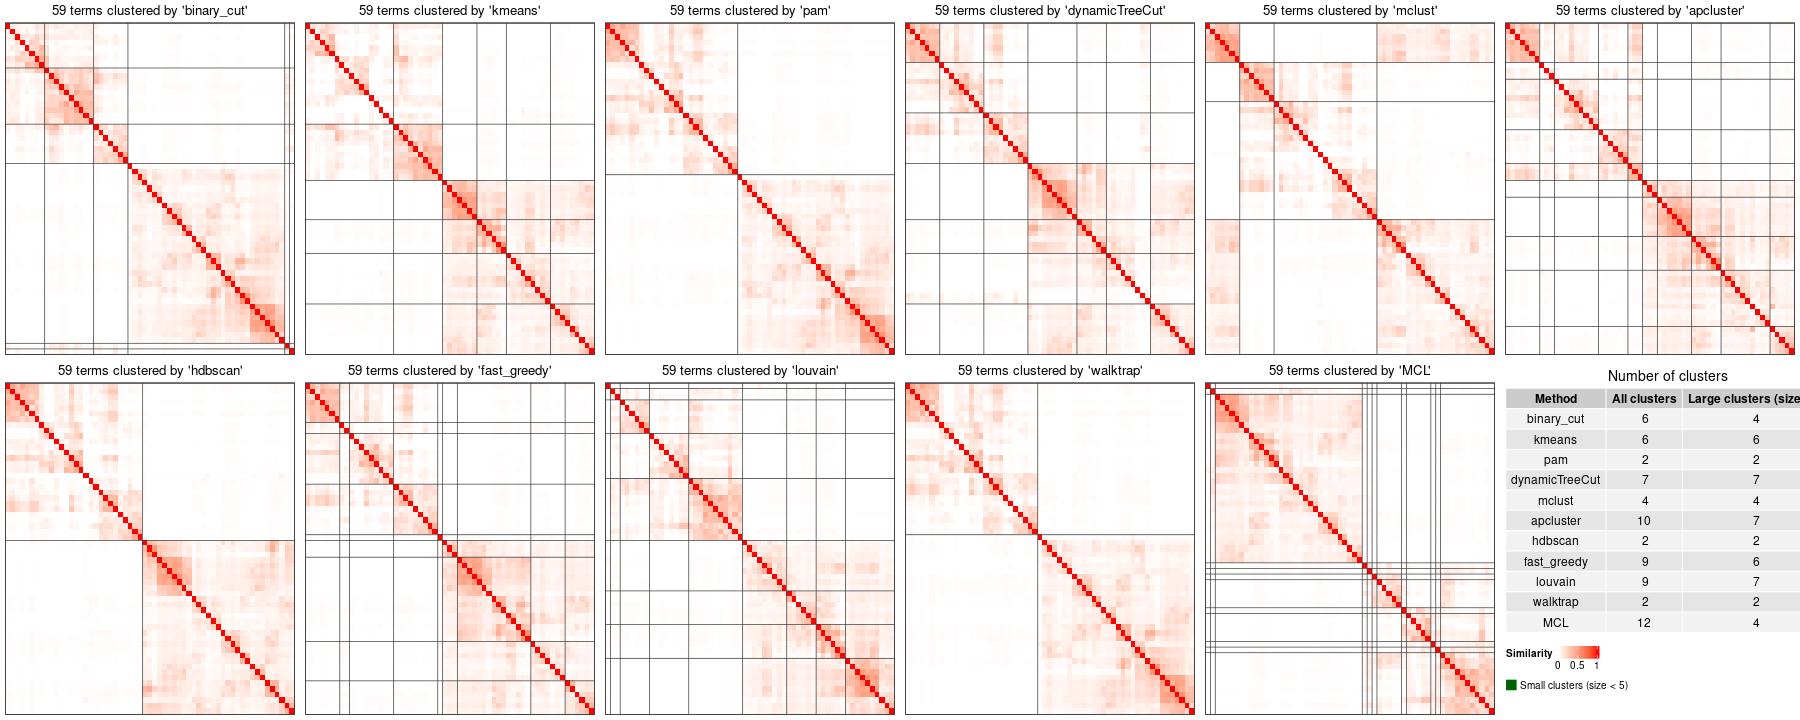 59 terms clustered by 'binary_cut'
59 terms clustered by 'kmeans'
59 terms clustered by 'pam'
59 terms clustered by 'dynamicTreeCut'
59 terms clustered by 'mclust'
59 terms clustered by 'apcluster'
59 terms clustered by 'hdbscan'
59 terms clustered by 'fast_greedy'
59 terms clustered by 'louvain'
59 terms clustered by 'walktrap'
59 terms clustered by 'MCL'
Number of clusters
Method All clusters Large clusters (size
binary_cut 6 4
kmeans 6 6
pam 2 2
dynamicTreeCut 7 7
mclust 4 4
apcluster 10 7
hdbscan 2 2
fast_greedy 9 6
louvain 9 7
walktrap 2 2
MCL 12 4
Similarity
0 0.5 1
Small clusters (size < 5)